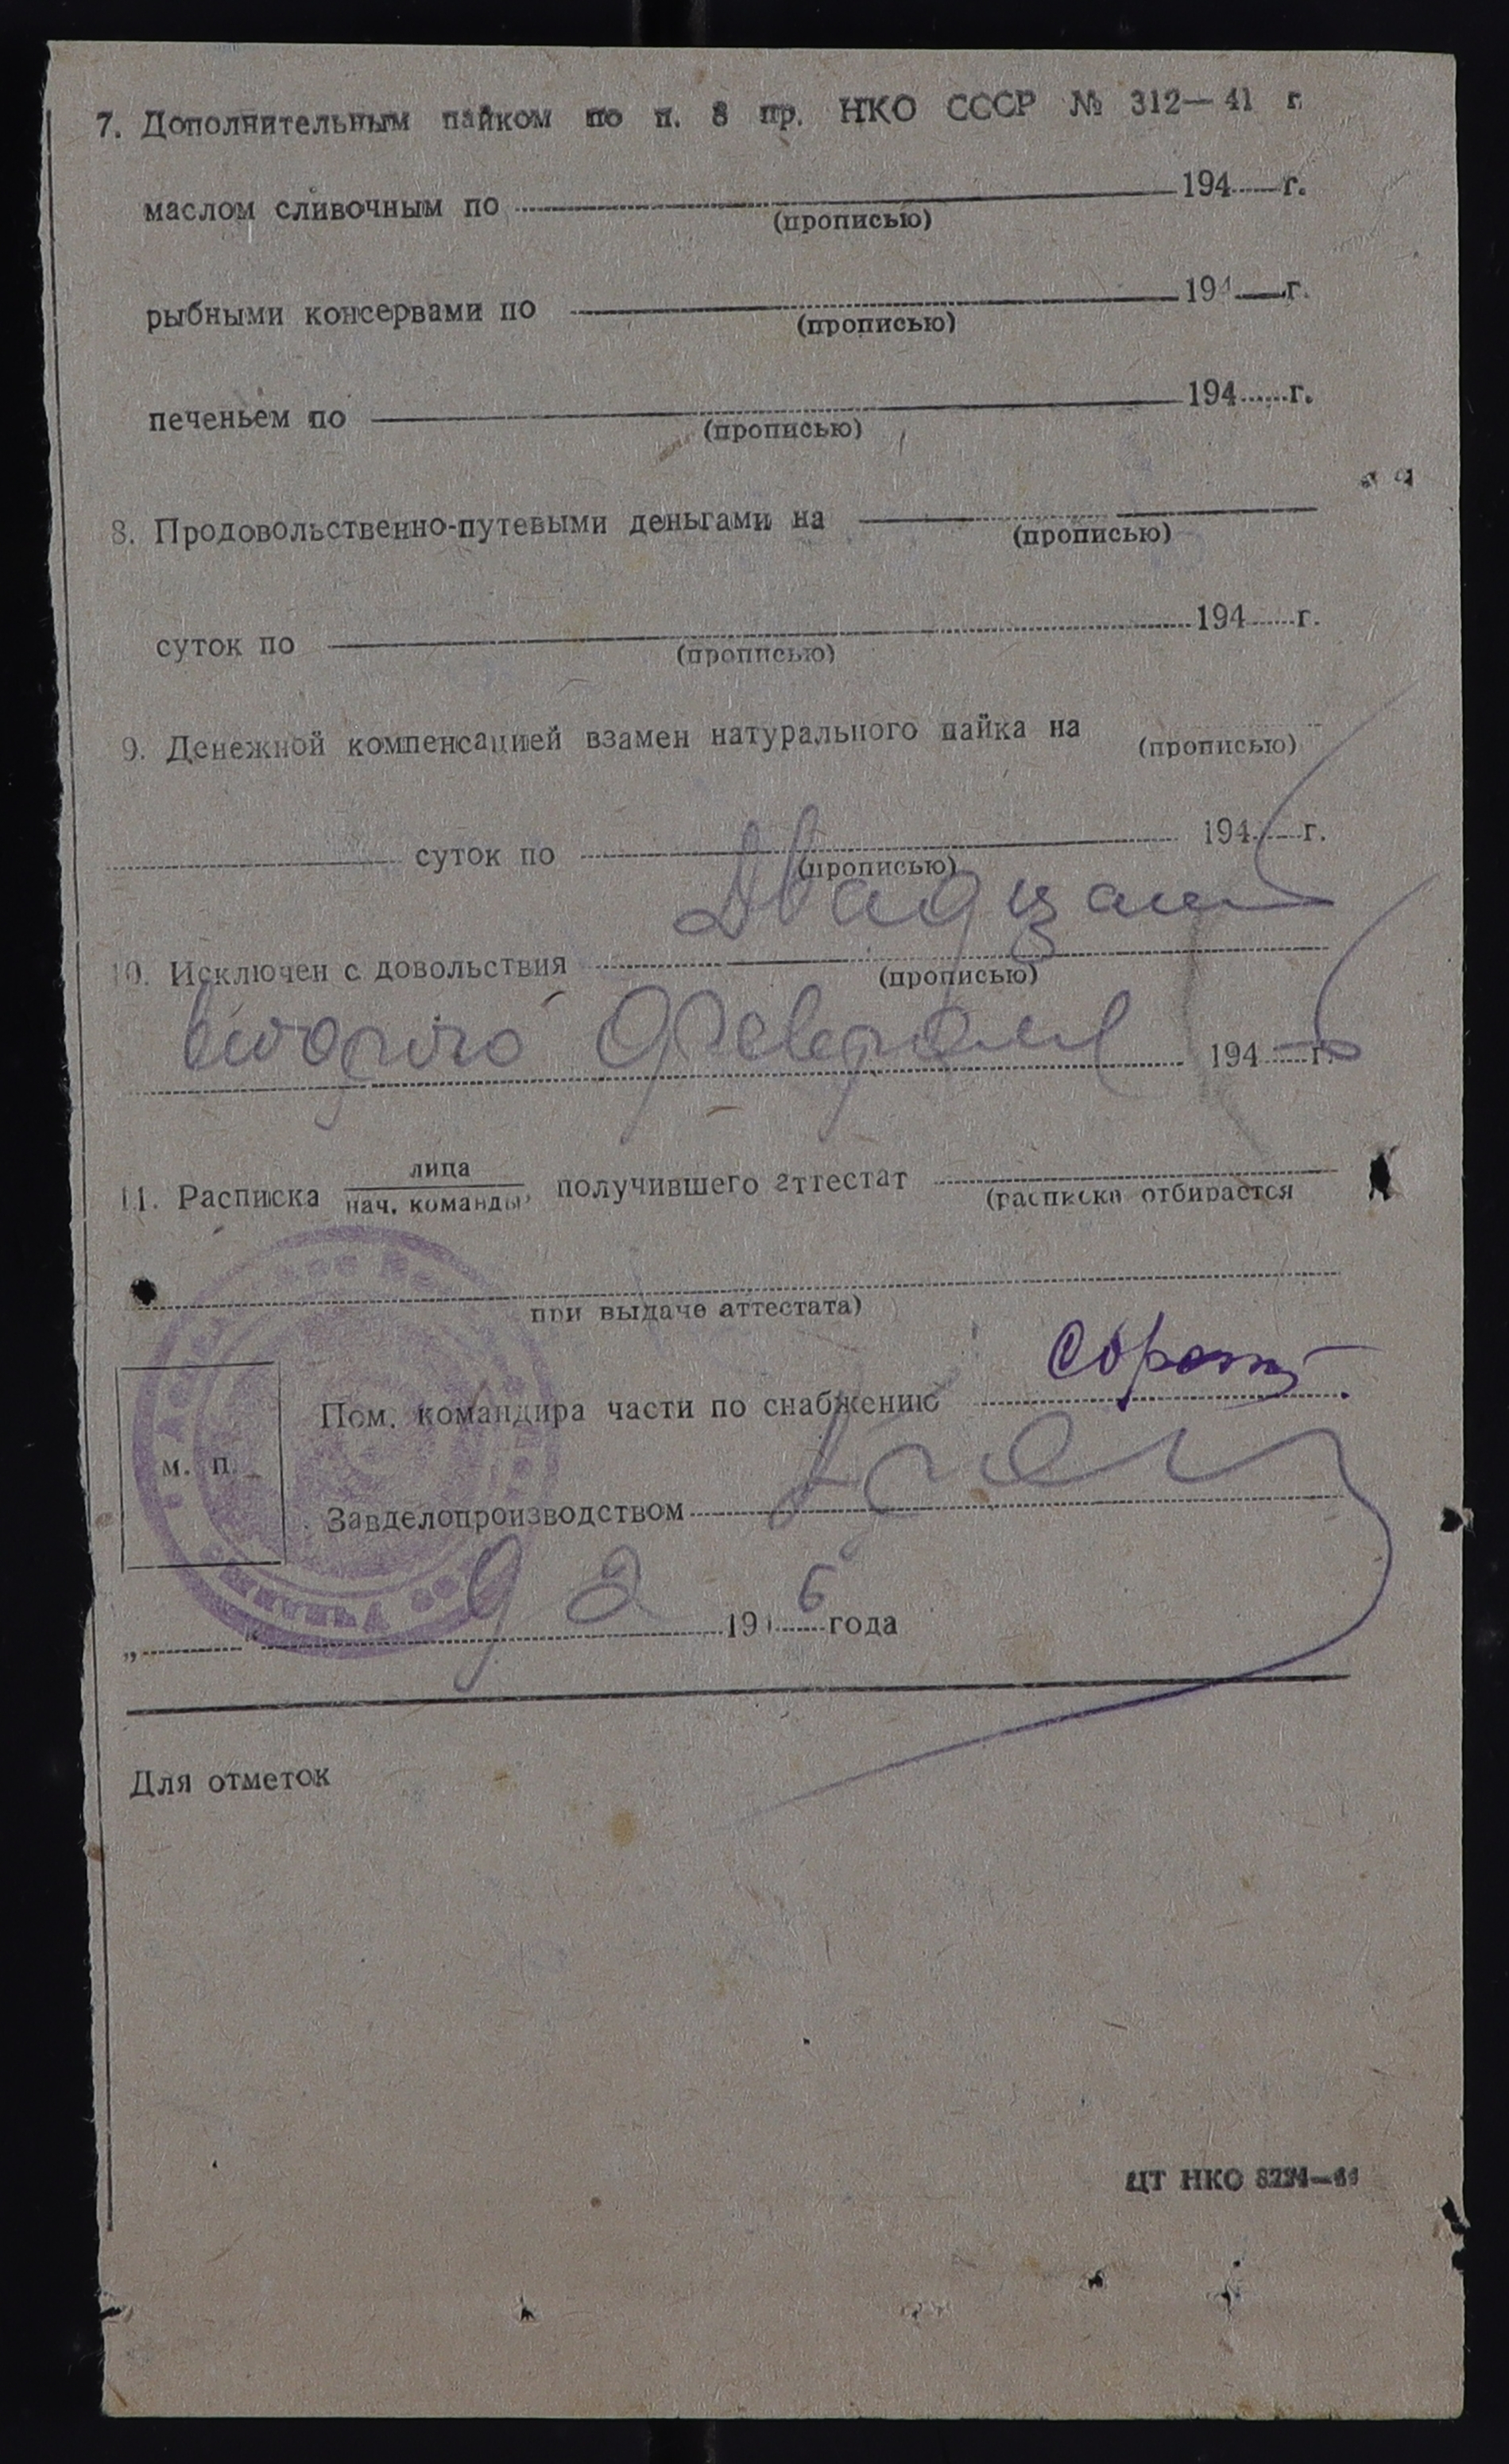 7. Дополнительным пайком по п. 8 пр. НКО СССР № 312—41 г.
маслом сливочным по 194 г.
(прописью)
рыбными консервами по 194 г.
(прописью)
печеньем по 194 г.
(прописью)
8. Продовольственно-путевыми деньгами на
(прописью)
суток по 194 г.
(прописью)
9. Денежной компенсацией взамен натурального пайка на
(прописью)
суток по 194 г.
(прописью)
Двадцать
10. Исключен с довольствия
(прописью)
второго февраля 194 6 г.
лица
11. Расписка нач. команды, получившего аттестат
(расписка отбирается
при выдаче аттестата)
Пом. командира части по снабжению
м. п.
Завделопроизводством
„ “ 9 2 19 6 года
Для отметок
ЦТ НКО